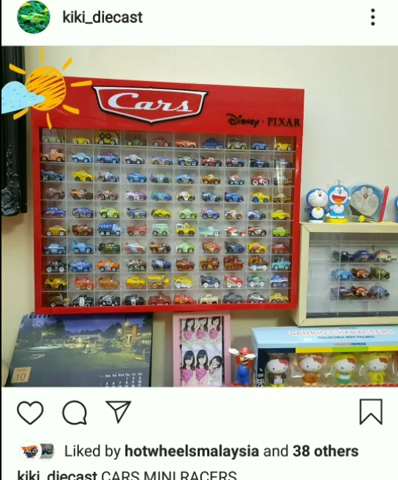 kiki_diecast
Cars
Disney · PIXAR
10
Liked by hotwheelsmalaysia and 38 others
kiki_diecast CARS MINI RACERS